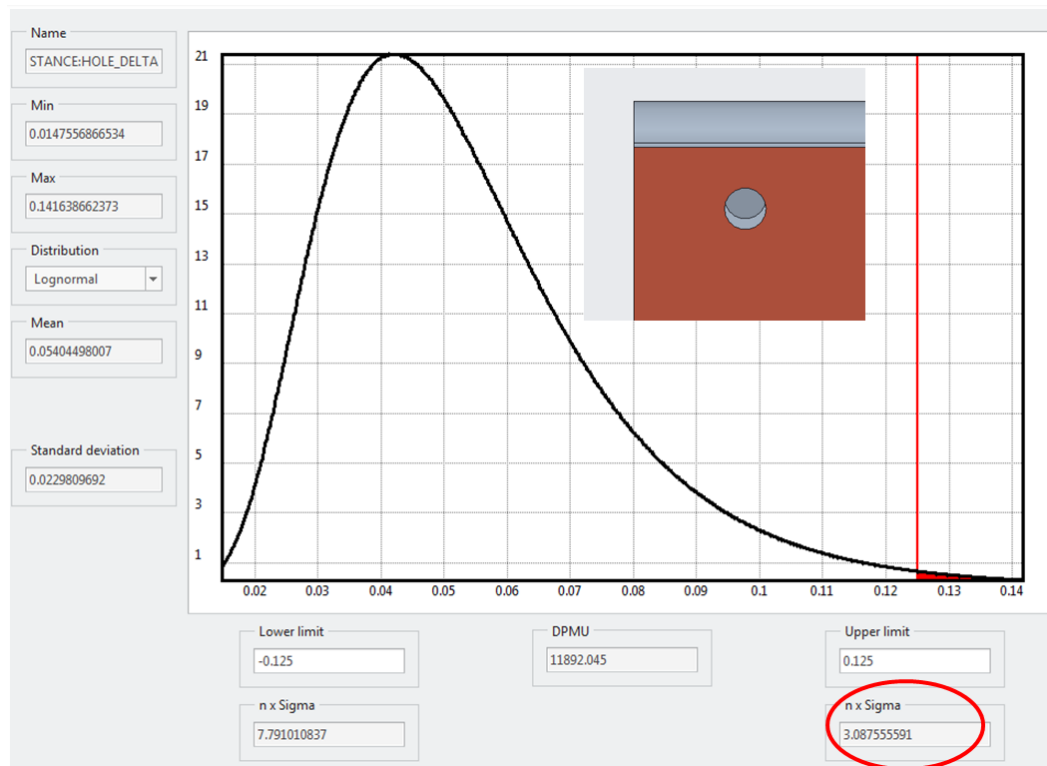 Name
STANCE:HOLE_DELTA
Min
0.0147556866534
Max
0.141638662373
Distribution
Lognormal
Mean
0.05404498007
Standard deviation
0.0229809692
21
19
17
15
13
11
9
7
5
3
1
0.02 0.03 0.04 0.05 0.06 0.07 0.08 0.09 0.1 0.11 0.12 0.13 0.14
Lower limit
-0.125
DPMU
11892.045
Upper limit
0.125
n x Sigma
7.791010837
n x Sigma
3.087555591